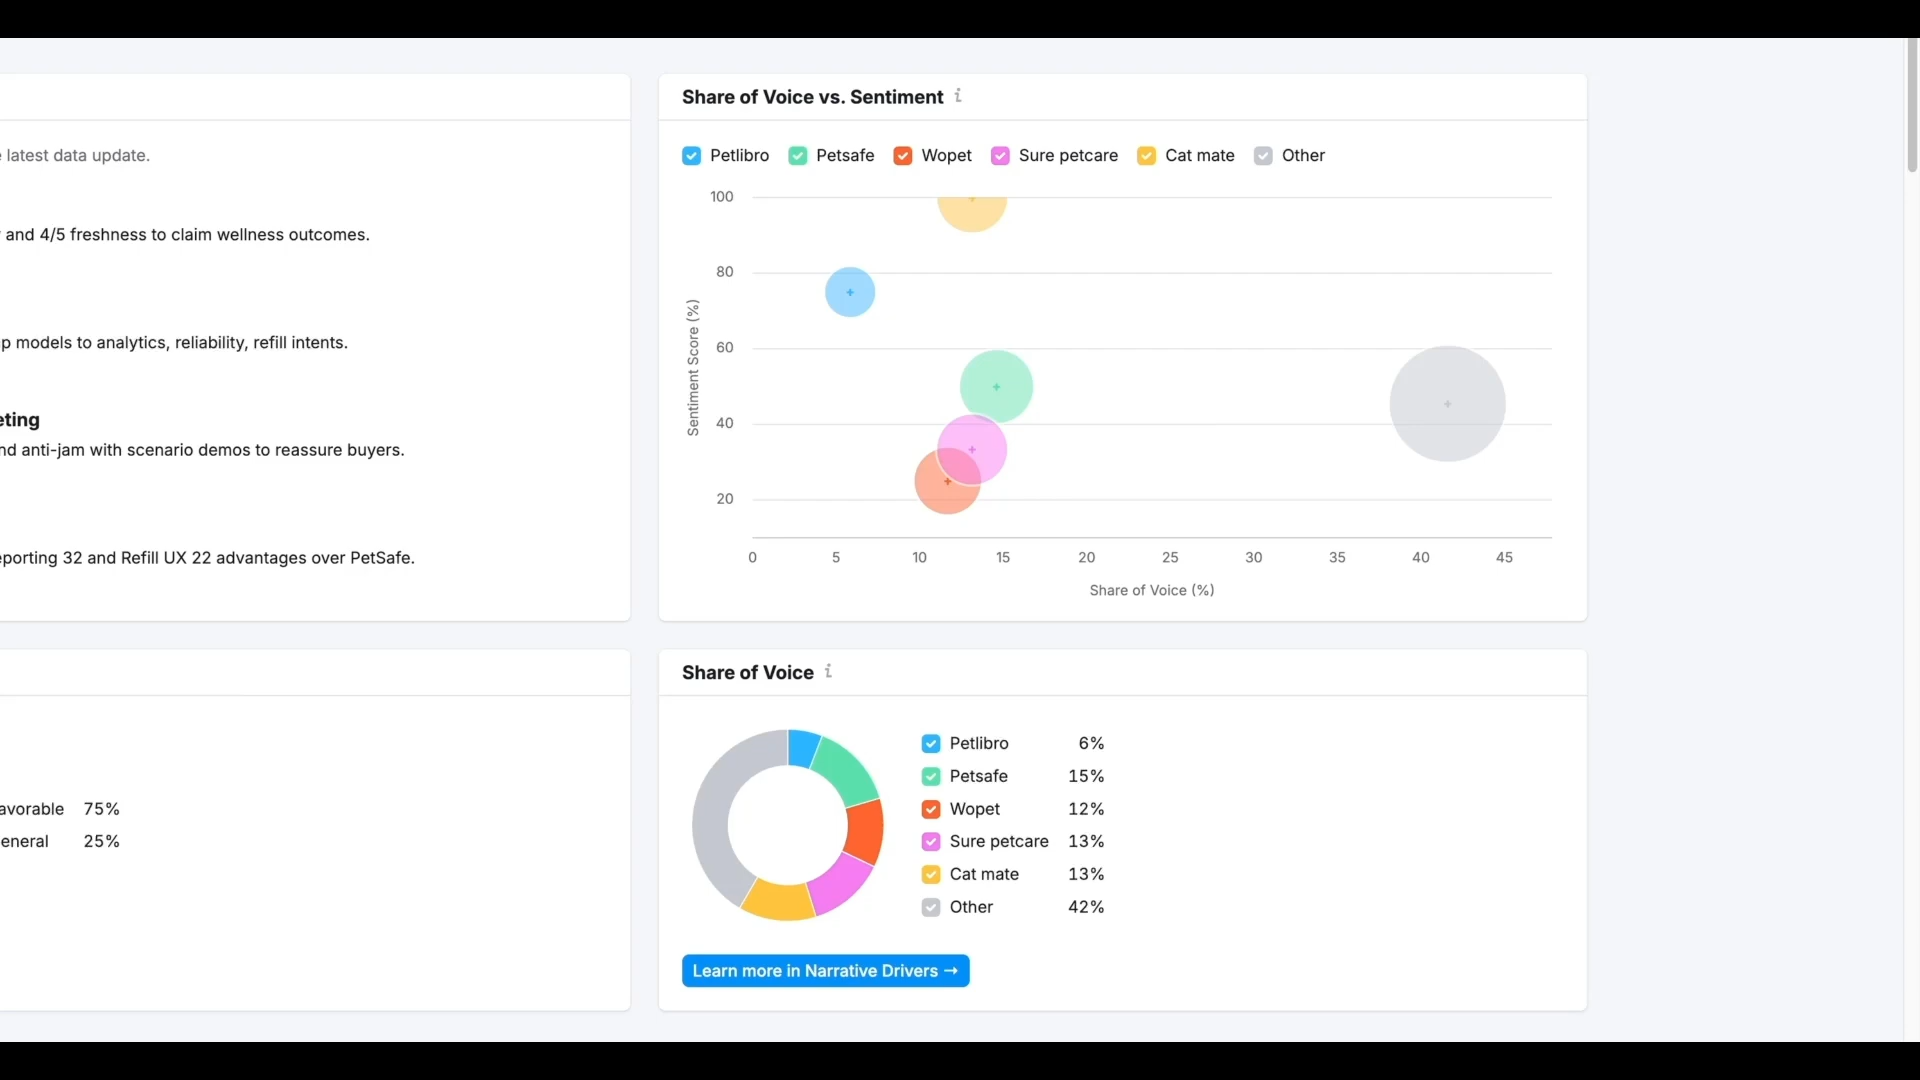 latest data update.
and 4/5 freshness to claim wellness outcomes.
p models to analytics, reliability, refill intents.
eting
nd anti-jam with scenario demos to reassure buyers.
eporting 32 and Refill UX 22 advantages over PetSafe.
Share of Voice vs. Sentiment i
Petlibro Petsafe Wopet Sure petcare Cat mate Other
Sentiment Score (%)
100
80
60
40
20
0 5 10 15 20 25 30 35 40 45
Share of Voice (%)
avorable 75%
eneral 25%
Share of Voice i
Petlibro 6%
Petsafe 15%
Wopet 12%
Sure petcare 13%
Cat mate 13%
Other 42%
Learn more in Narrative Drivers →